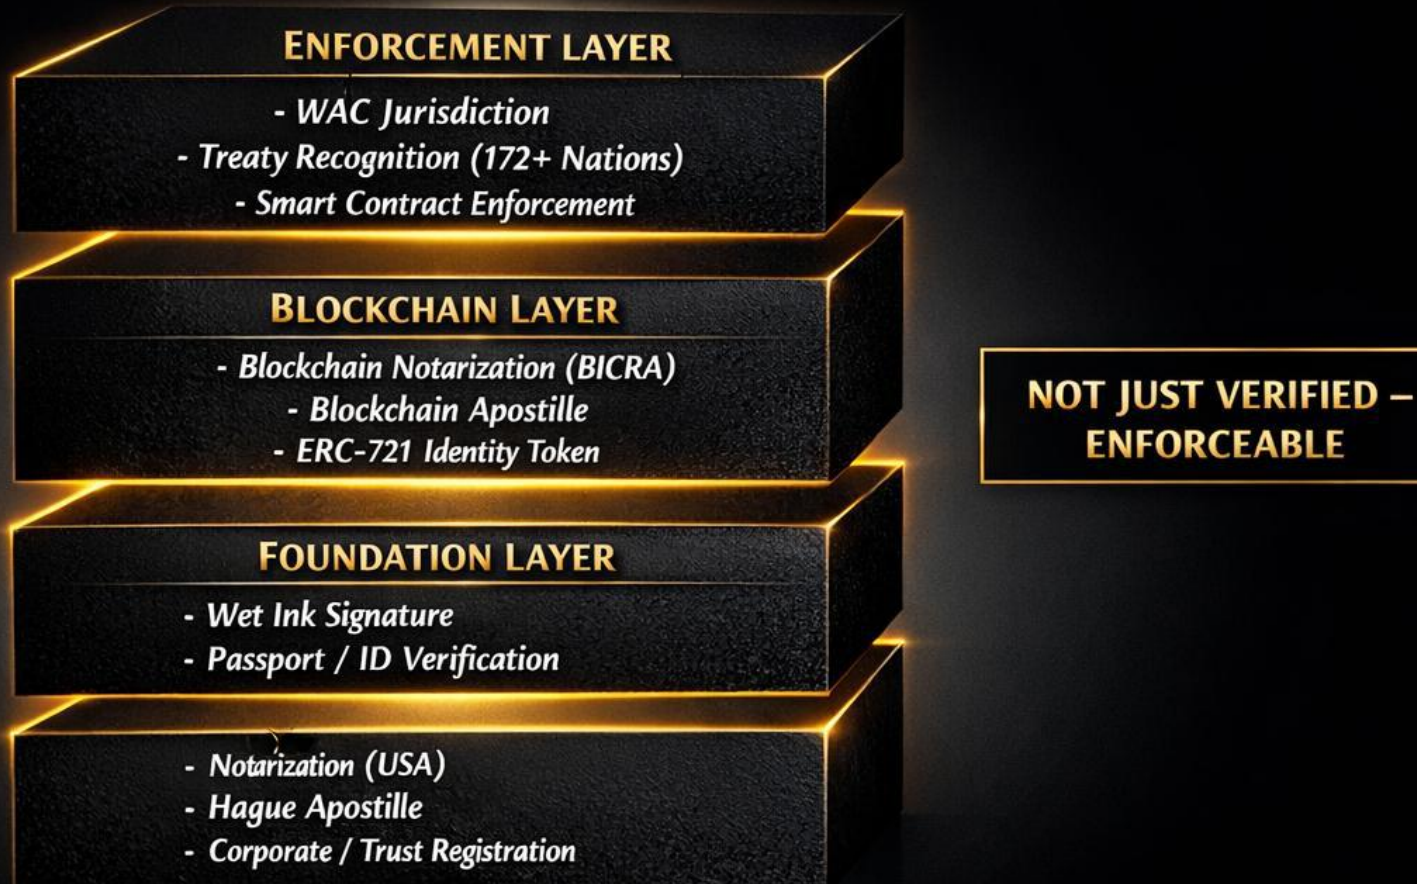 ENFORCEMENT LAYER
- WAC Jurisdiction
- Treaty Recognition (172+ Nations)
- Smart Contract Enforcement
BLOCKCHAIN LAYER
- Blockchain Notarization (BICRA)
- Blockchain Apostille
- ERC-721 Identity Token
NOT JUST VERIFIED –
ENFORCEABLE
FOUNDATION LAYER
- Wet Ink Signature
- Passport / ID Verification
- Notarization (USA)
- Hague Apostille
- Corporate / Trust Registration